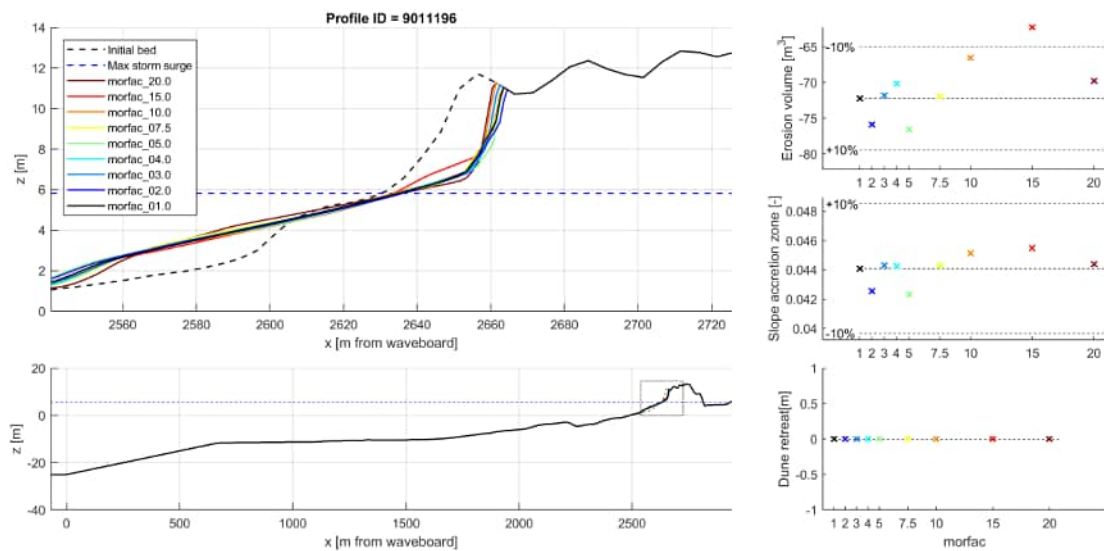 Profile ID = 9011196
14
12
10
8
6
4
2
0
z [m]
Initial bed
Max storm surge
morfac_20.0
morfac_15.0
morfac_10.0
morfac_07.5
morfac_05.0
morfac_04.0
morfac_03.0
morfac_02.0
morfac_01.0
2560 2580 2600 2620 2640 2660 2680 2700 2720
x [m from waveboard]
20
0
-20
-40
z [m]
0 500 1000 1500 2000 2500
x [m from waveboard]
Erosion volume [m³]
-65
-70
-75
-80
-10%
+10%
1 2 3 4 5 7.5 10 15 20
Slope accretion zone [-]
0.048
0.046
0.044
0.042
0.04
+10%
-10%
1 2 3 4 5 7.5 10 15 20
Dune retreat[m]
1
0.5
0
-0.5
-1
1 2 3 4 5 7.5 10 15 20
morfac